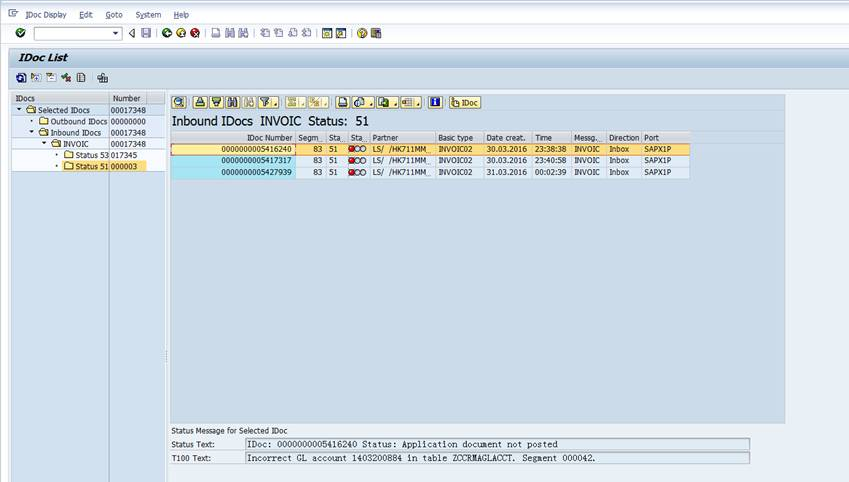 IDoc Display Edit Goto System Help
IDoc List
IDocs Number
Selected IDocs 00017348
Outbound IDocs 00000000
Inbound IDocs 00017348
INVOIC 00017348
Status 53 017345
Status 51 000003
IDoc
Inbound IDocs INVOIC Status: 51
IDoc Number Segm_ Sta_ Sta_ Partner Basic type Date creat. Time Messg._ Direction Port
0000000005416240 83 51 LS/ /HK711MM_ INVOIC02 30.03.2016 23:38:38 INVOIC Inbox SAPX1P
0000000005417317 83 51 LS/ /HK711MM_ INVOIC02 30.03.2016 23:40:58 INVOIC Inbox SAPX1P
0000000005427939 83 51 LS/ /HK711MM_ INVOIC02 31.03.2016 00:02:39 INVOIC Inbox SAPX1P
Status Message for Selected IDoc
Status Text: IDoc: 0000000005416240 Status: Application document not posted
T100 Text: Incorrect GL account 1403200884 in table ZCCRMAGLACCT. Segment 000042.